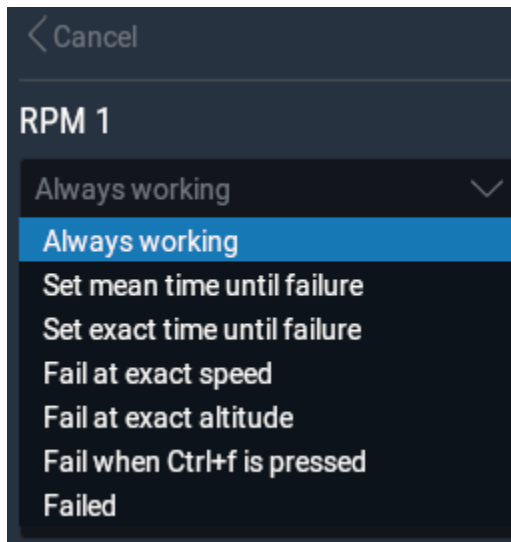 Cancel
RPM 1
Always working
Always working
Set mean time until failure
Set exact time until failure
Fail at exact speed
Fail at exact altitude
Fail when Ctrl+f is pressed
Failed